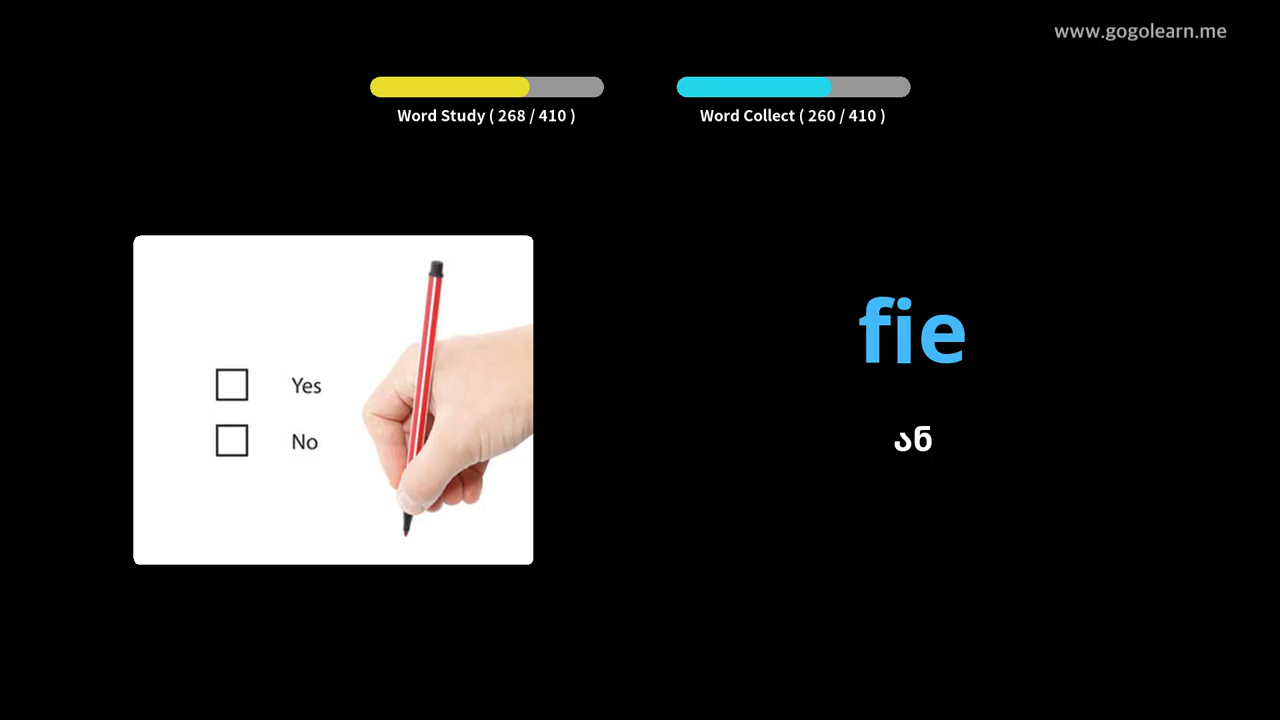 www.gogolearn.me
Word Study ( 268 / 410 )
Word Collect ( 260 / 410 )
Yes
No
fie
ან